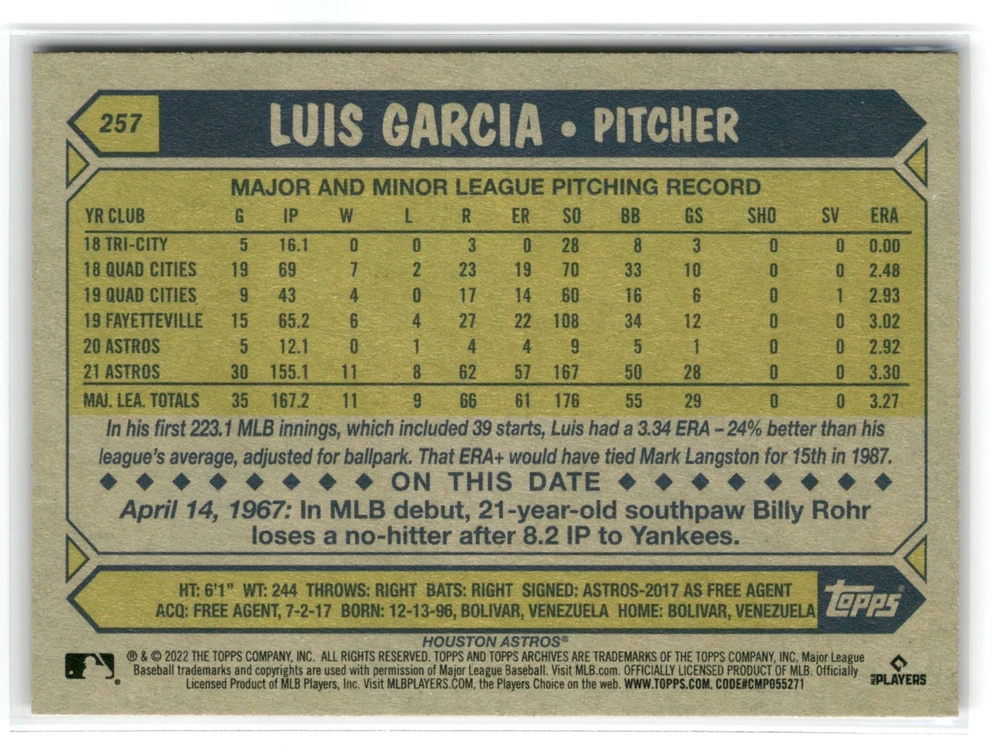 257
LUIS GARCIA • PITCHER
MAJOR AND MINOR LEAGUE PITCHING RECORD
YR CLUB G IP W L R ER SO BB GS SHO SV ERA
18 TRI-CITY 5 16.1 0 0 3 0 28 8 3 0 0 0.00
18 QUAD CITIES 19 69 7 2 23 19 70 33 10 0 0 2.48
19 QUAD CITIES 9 43 4 0 17 14 60 16 6 0 1 2.93
19 FAYETTEVILLE 15 65.2 6 4 27 22 108 34 12 0 0 3.02
20 ASTROS 5 12.1 0 1 4 4 9 5 1 0 0 2.92
21 ASTROS 30 155.1 11 8 62 57 167 50 28 0 0 3.30
MAJ. LEA. TOTALS 35 167.2 11 9 66 61 176 55 29 0 0 3.27
In his first 223.1 MLB innings, which included 39 starts, Luis had a 3.34 ERA – 24% better than his
league's average, adjusted for ballpark. That ERA+ would have tied Mark Langston for 15th in 1987.
ON THIS DATE
April 14, 1967: In MLB debut, 21-year-old southpaw Billy Rohr
loses a no-hitter after 8.2 IP to Yankees.
HT: 6'1" WT: 244 THROWS: RIGHT BATS: RIGHT SIGNED: ASTROS-2017 AS FREE AGENT
ACQ: FREE AGENT, 7-2-17 BORN: 12-13-96, BOLIVAR, VENEZUELA HOME: BOLIVAR, VENEZUELA
topps®
HOUSTON ASTROS®
® & © 2022 THE TOPPS COMPANY, INC. ALL RIGHTS RESERVED. TOPPS AND TOPPS ARCHIVES ARE TRADEMARKS OF THE TOPPS COMPANY, INC. Major League
Baseball trademarks and copyrights are used with permission of Major League Baseball. Visit MLB.com. OFFICIALLY LICENSED PRODUCT OF MLB. Officially
Licensed Product of MLB Players, Inc. Visit MLBPLAYERS.COM, the Players Choice on the web. WWW.TOPPS.COM. CODE#CMP055271
MLB PLAYERS